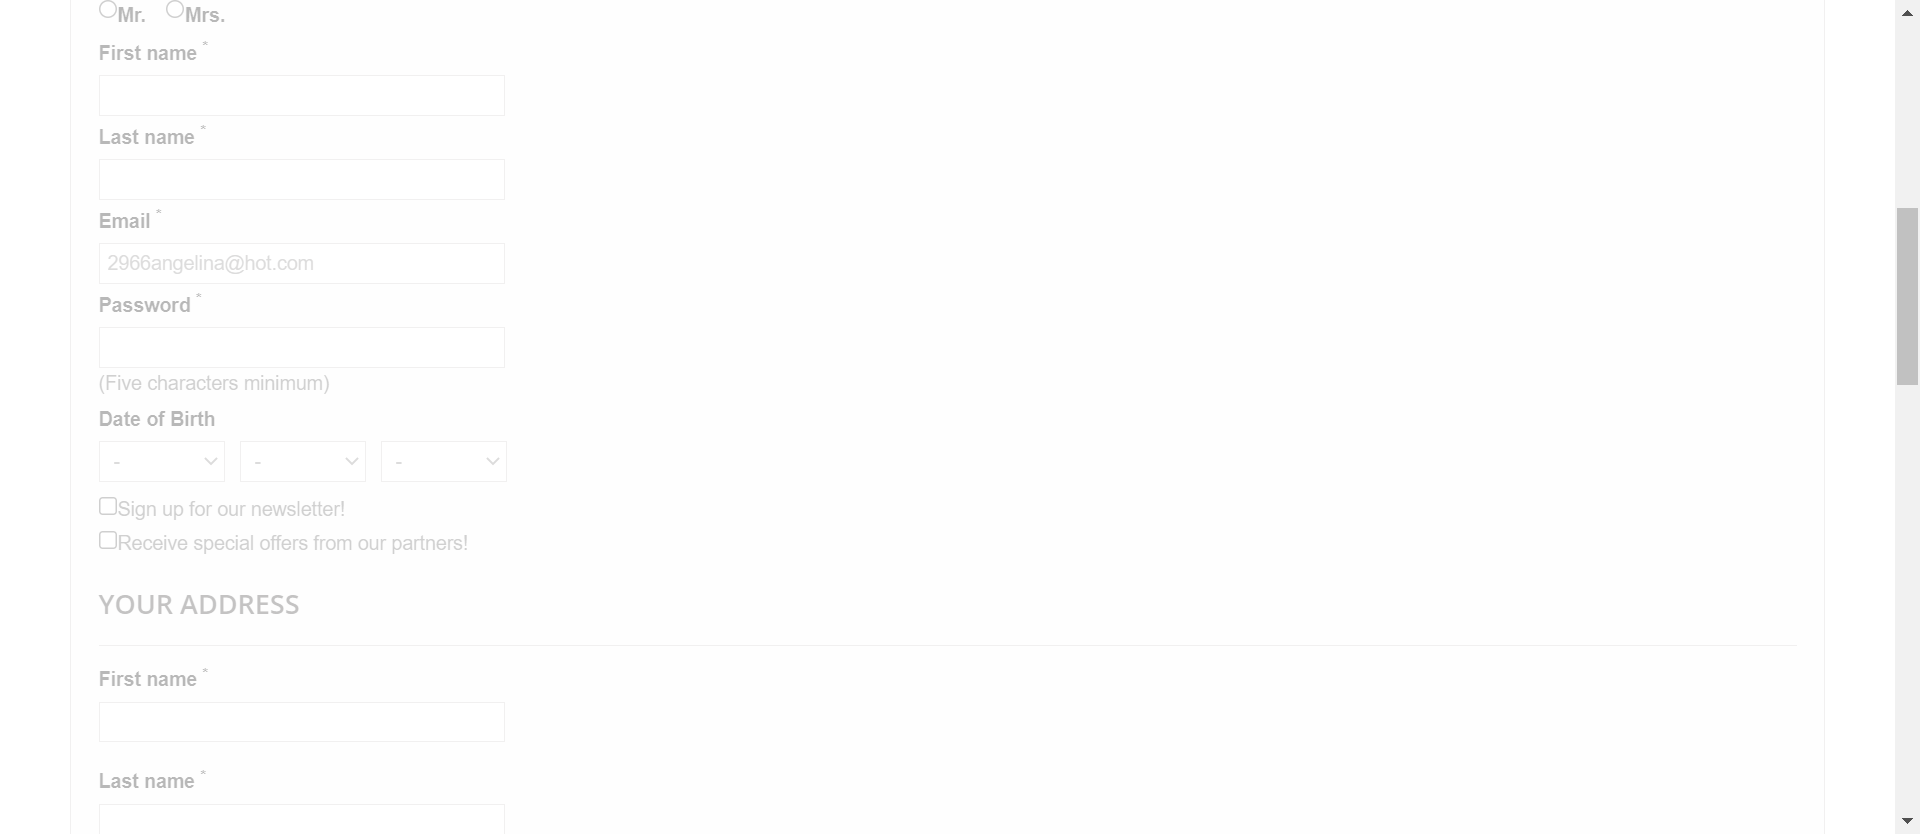 Mr. Mrs.
First name *
Last name *
Email *
2966angelina@hot.com
Password *
(Five characters minimum)
Date of Birth
- - -
Sign up for our newsletter!
Receive special offers from our partners!
YOUR ADDRESS
First name *
Last name *